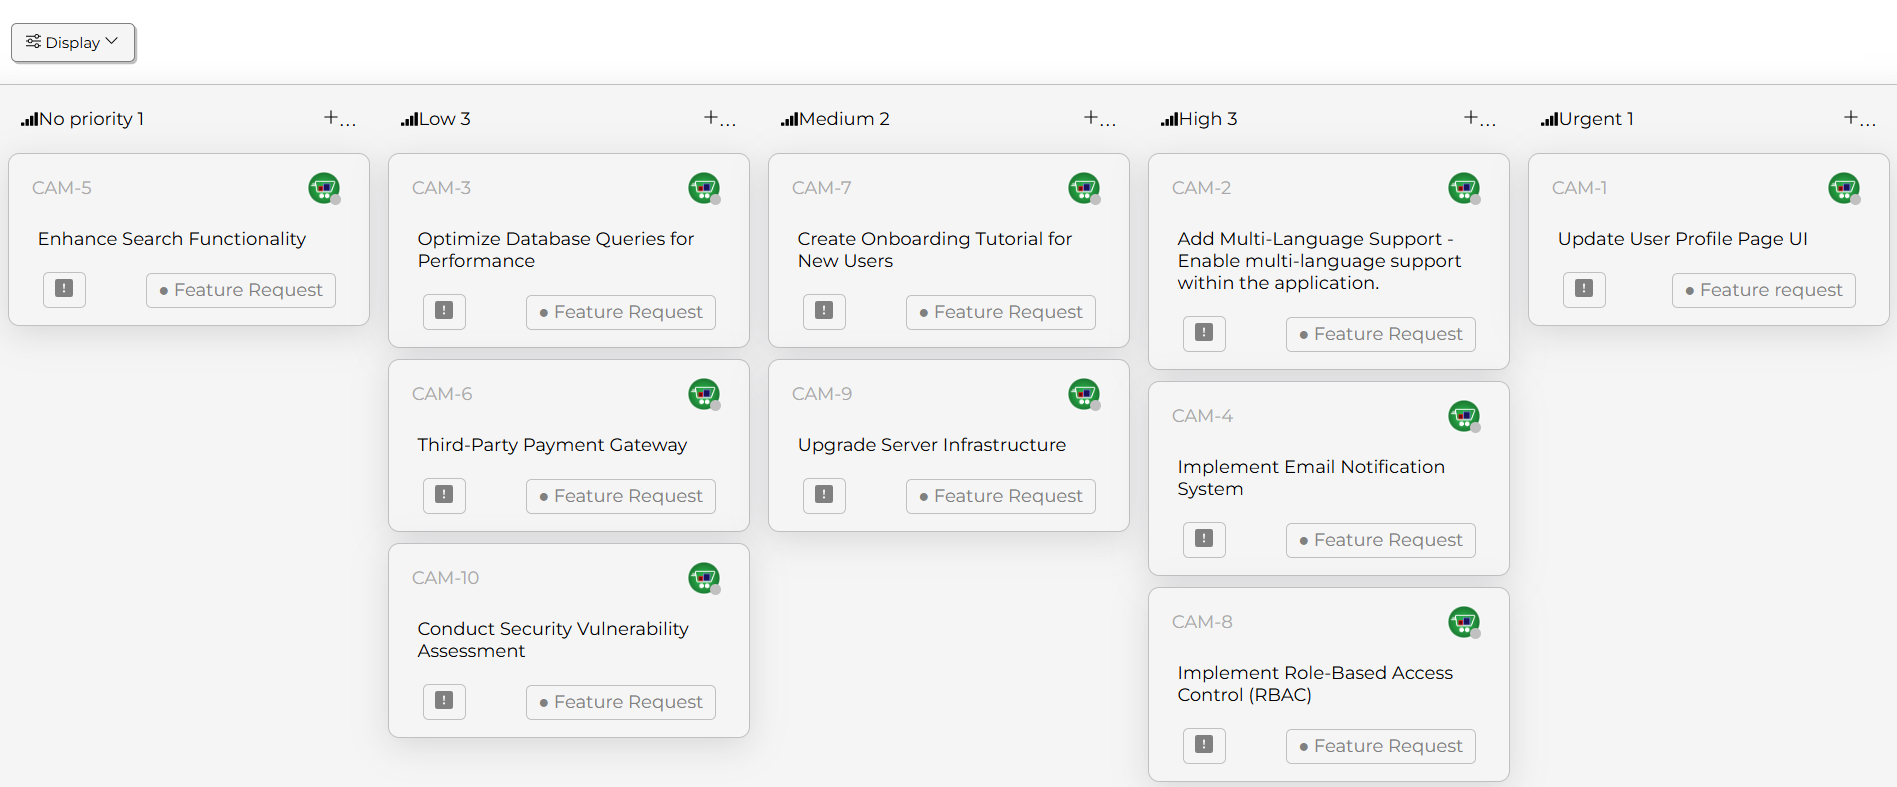 Display
No priority 1
+...
CAM-5
Enhance Search Functionality
!
• Feature Request
Low 3
+...
CAM-3
Optimize Database Queries for
Performance
!
• Feature Request
CAM-6
Third-Party Payment Gateway
!
• Feature Request
CAM-10
Conduct Security Vulnerability
Assessment
!
• Feature Request
Medium 2
+...
CAM-7
Create Onboarding Tutorial for
New Users
!
• Feature Request
CAM-9
Upgrade Server Infrastructure
!
• Feature Request
High 3
+...
CAM-2
Add Multi-Language Support -
Enable multi-language support
within the application.
!
• Feature Request
CAM-4
Implement Email Notification
System
!
• Feature Request
CAM-8
Implement Role-Based Access
Control (RBAC)
!
• Feature Request
Urgent 1
+...
CAM-1
Update User Profile Page UI
!
• Feature request